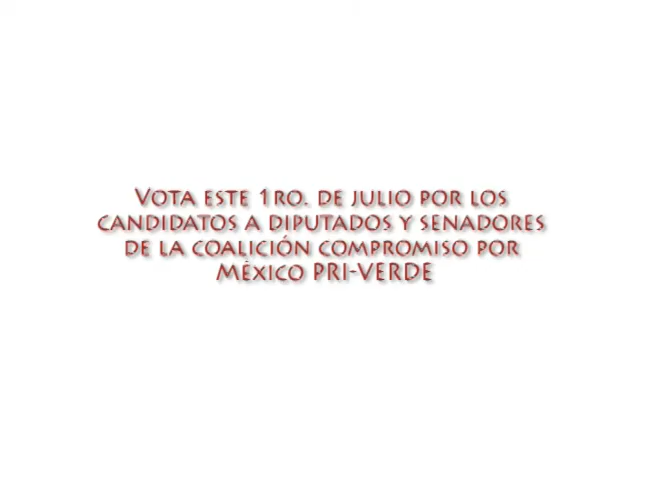 Vota este 1ro. de julio por los
candidatos a diputados y senadores
de la coalición compromiso por
méxico PRI-VERDE